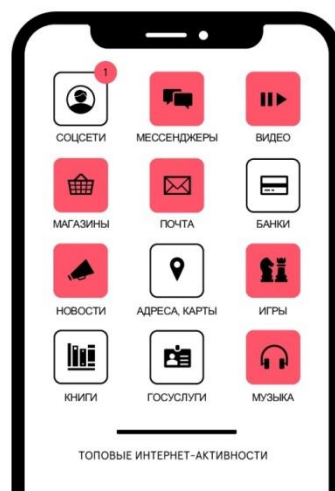 1
СОЦСЕТИ МЕССЕНДЖЕРЫ ВИДЕО
МАГАЗИНЫ ПОЧТА БАНКИ
НОВОСТИ АДРЕСА, КАРТЫ ИГРЫ
КНИГИ ГОСУСЛУГИ МУЗЫКА
ТОПОВЫЕ ИНТЕРНЕТ-АКТИВНОСТИ